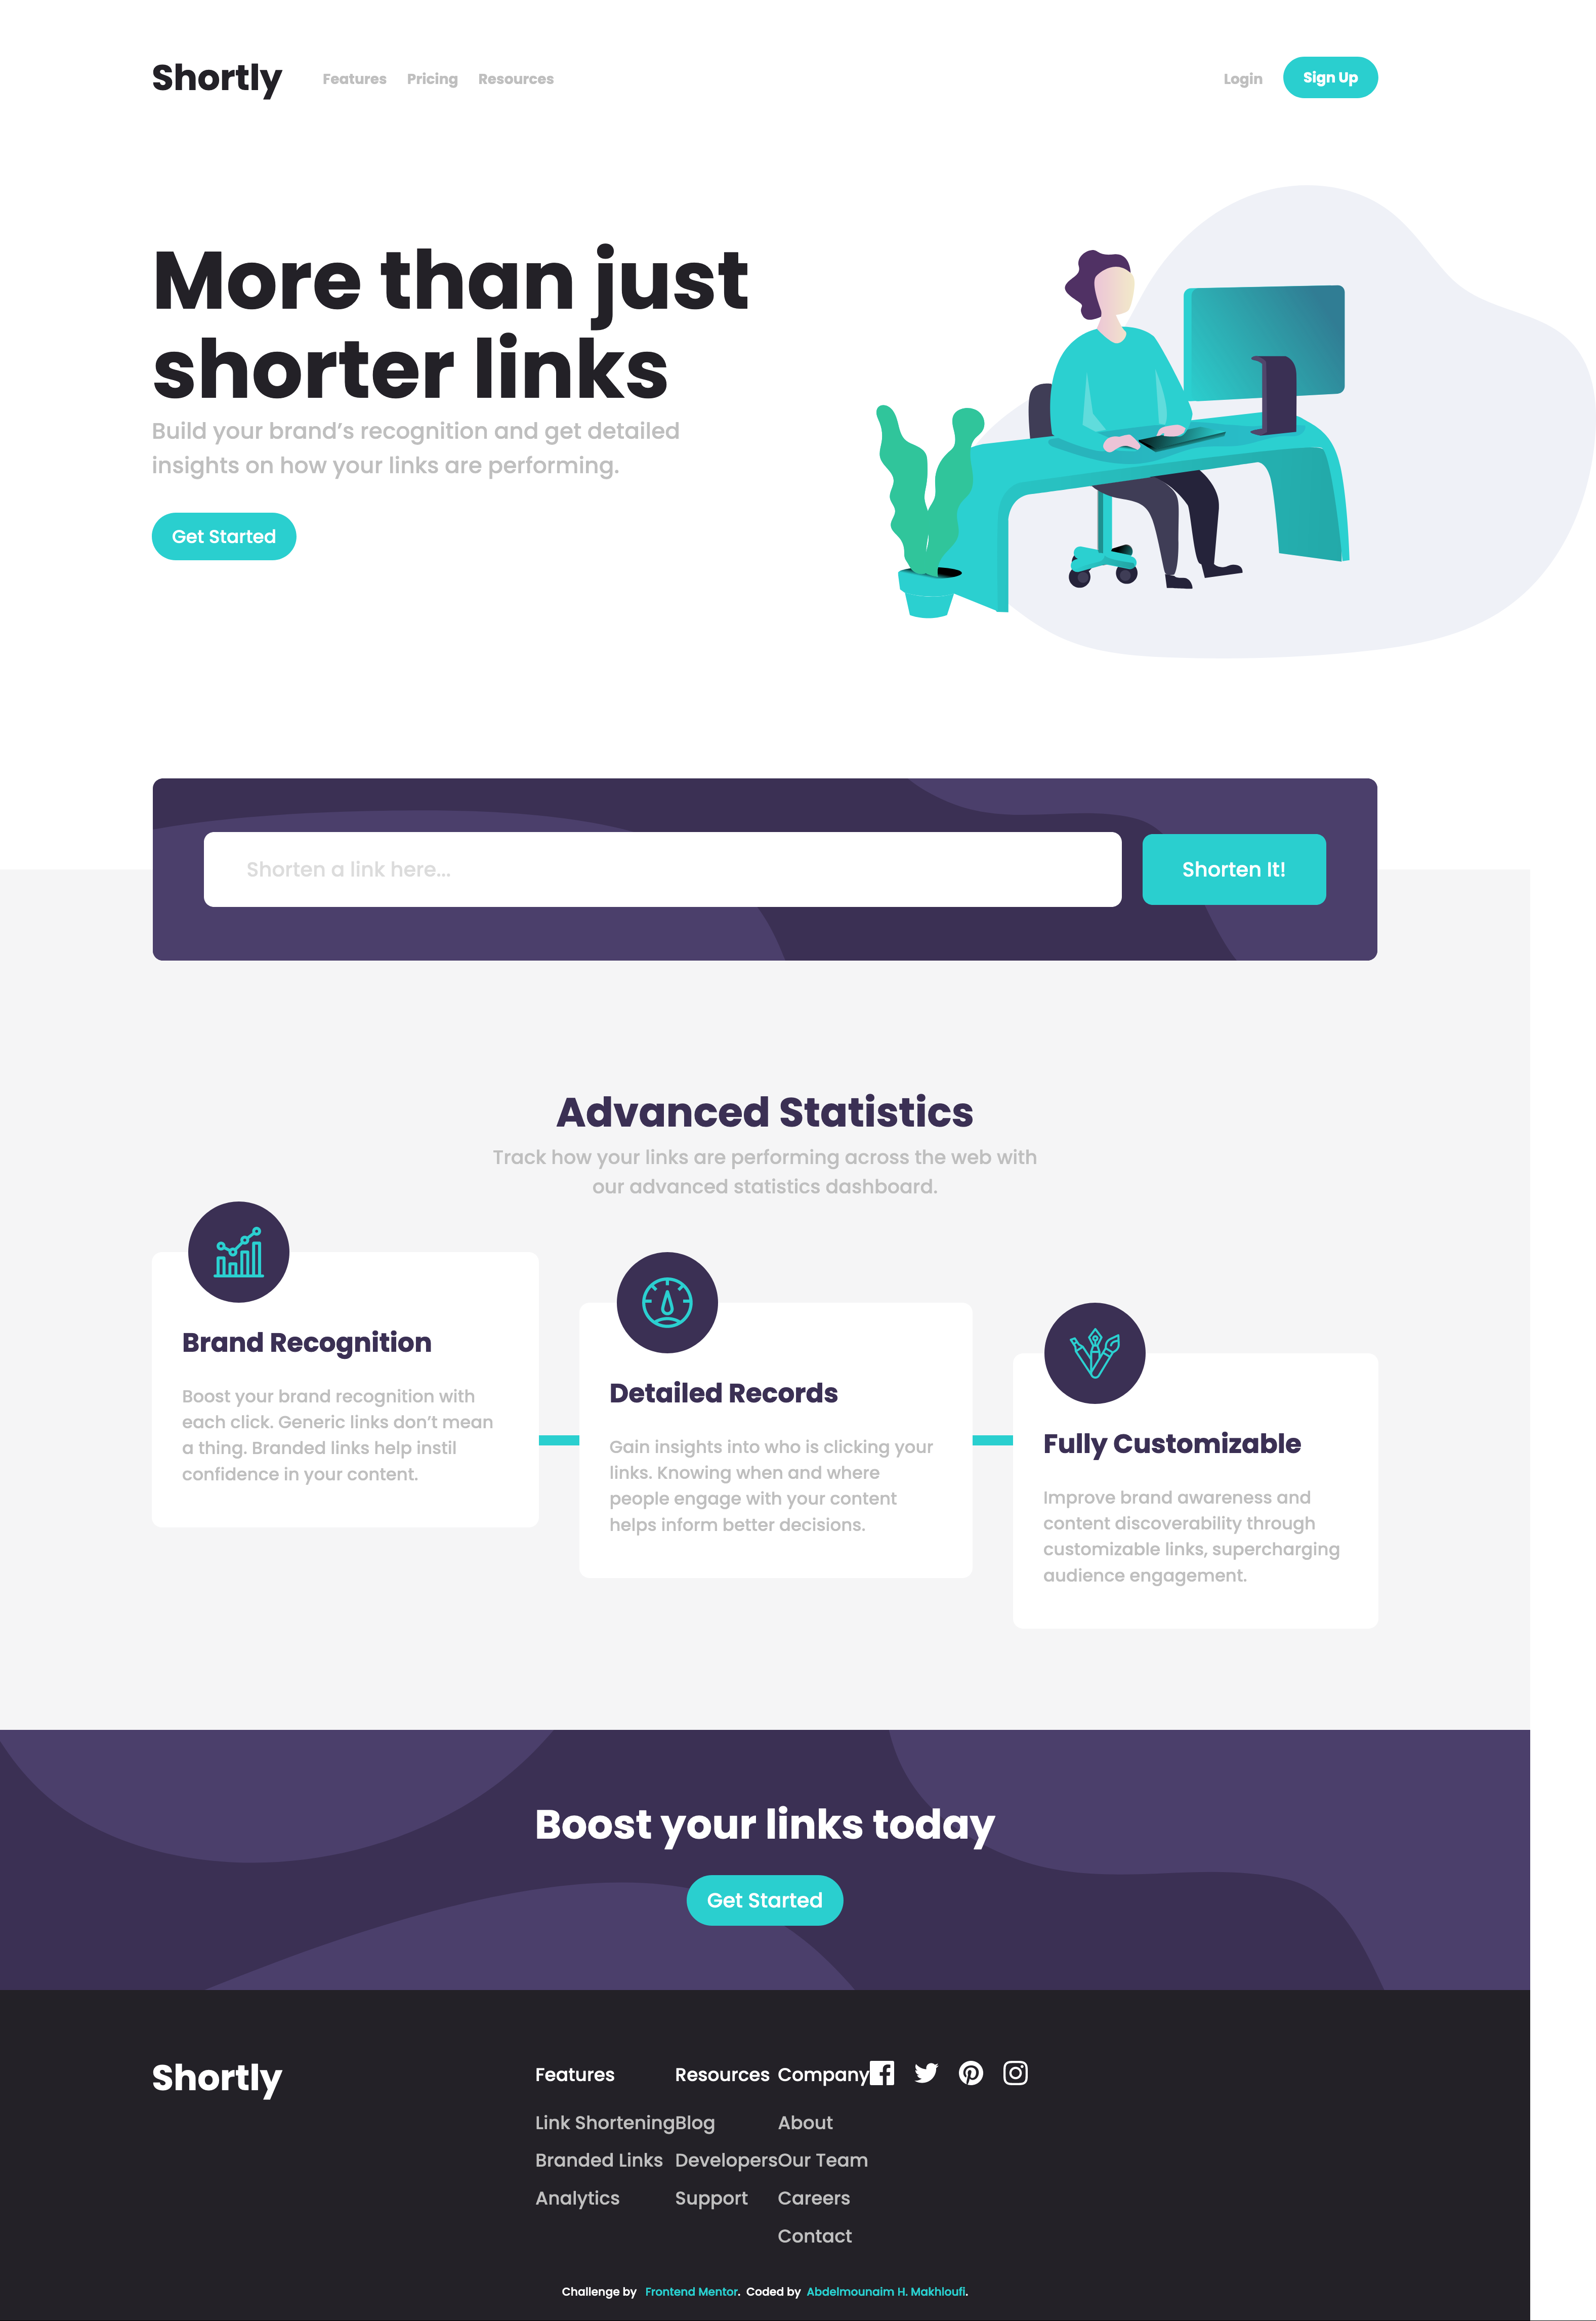 Shortly
Features
Pricing
Resources
Login
Sign Up
More than just
shorter links
Build your brand’s recognition and get detailed
insights on how your links are performing.
Get Started
Shorten a link here...
Shorten It!
Advanced Statistics
Track how your links are performing across the web with
our advanced statistics dashboard.
Brand Recognition
Boost your brand recognition with
each click. Generic links don’t mean
a thing. Branded links help instil
confidence in your content.
Detailed Records
Gain insights into who is clicking your
links. Knowing when and where
people engage with your content
helps inform better decisions.
Fully Customizable
Improve brand awareness and
content discoverability through
customizable links, supercharging
audience engagement.
Boost your links today
Get Started
Shortly
Features
Link Shortening
Branded Links
Analytics
Resources
Blog
Developers
Support
Company
About
Our Team
Careers
Contact
Challenge by Frontend Mentor. Coded by Abdelmounaim H. Makhloufi.